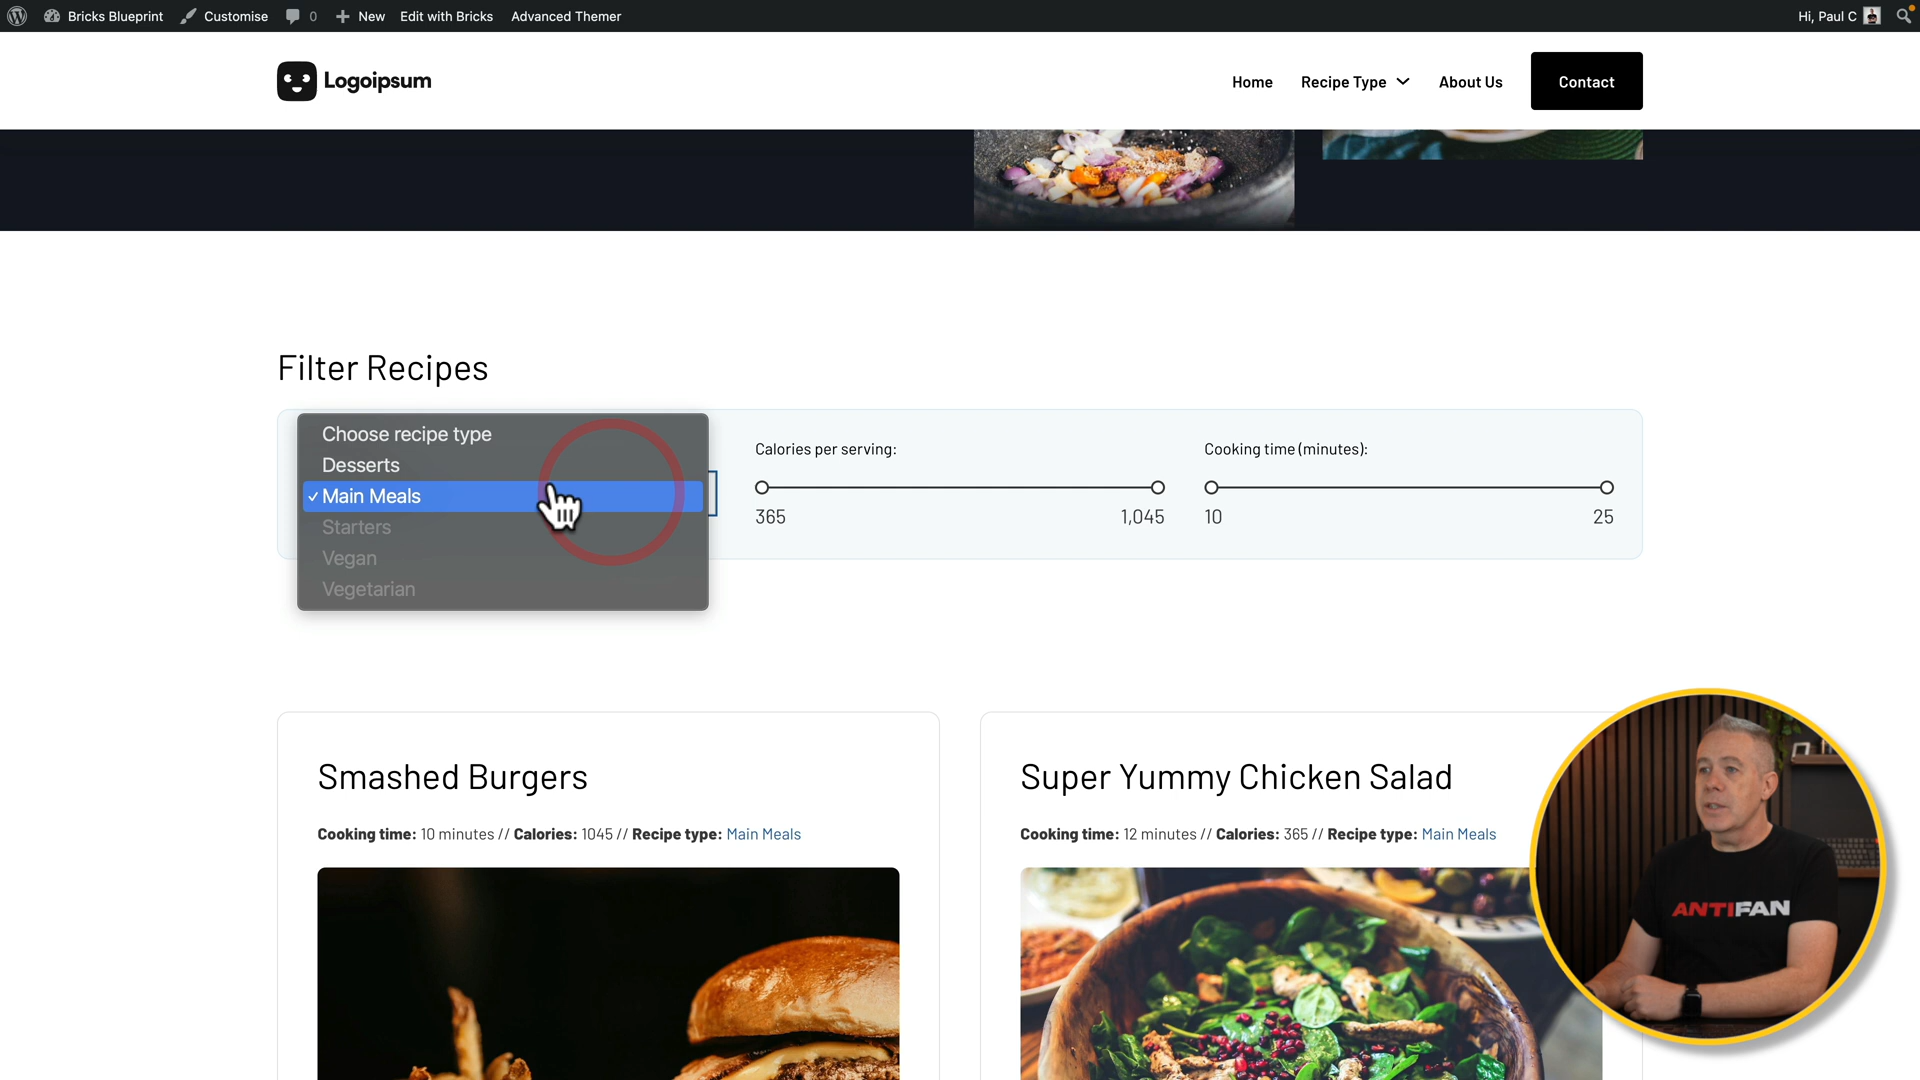 Bricks Blueprint Customise 0 New Edit with Bricks Advanced Themer Hi, Paul C
Logoipsum
Home Recipe Type About Us Contact
Filter Recipes
Choose recipe type
Desserts
✓ Main Meals
Starters
Vegan
Vegetarian
Calories per serving:
365 1,045
Cooking time (minutes):
10 25
Smashed Burgers
Cooking time: 10 minutes // Calories: 1045 // Recipe type: Main Meals
Super Yummy Chicken Salad
Cooking time: 12 minutes // Calories: 365 // Recipe type: Main Meals
ANTIFAN